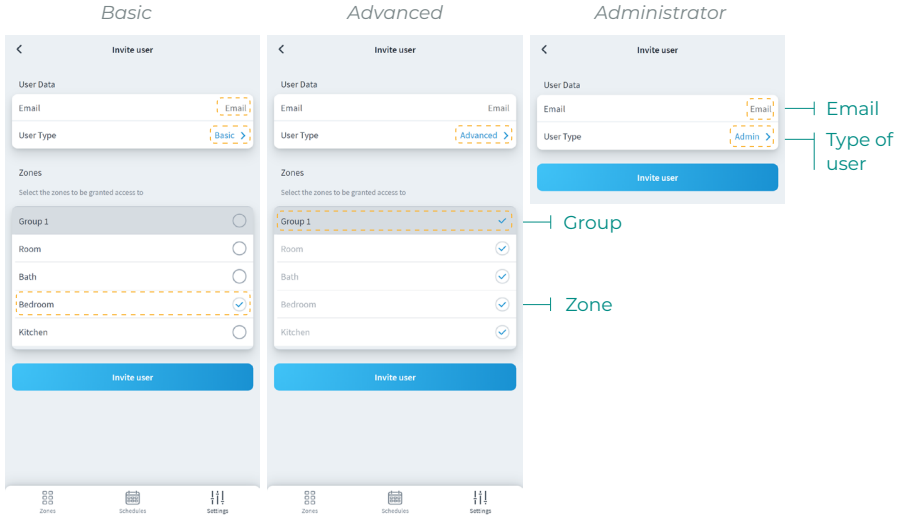 Basic
Invite user
User Data
Email Email
User Type Basic
Zones
Select the zones to be granted access to
Group 1
Room
Bath
Bedroom
Kitchen
Invite user
Zones Schedules Settings
Advanced
Invite user
User Data
Email Email
User Type Advanced
Zones
Select the zones to be granted access to
Group 1
Room
Bath
Bedroom
Kitchen
Invite user
Zones Schedules Settings
Administrator
Invite user
User Data
Email Email
User Type Admin
Invite user
Email
Type of
user
Group
Zone